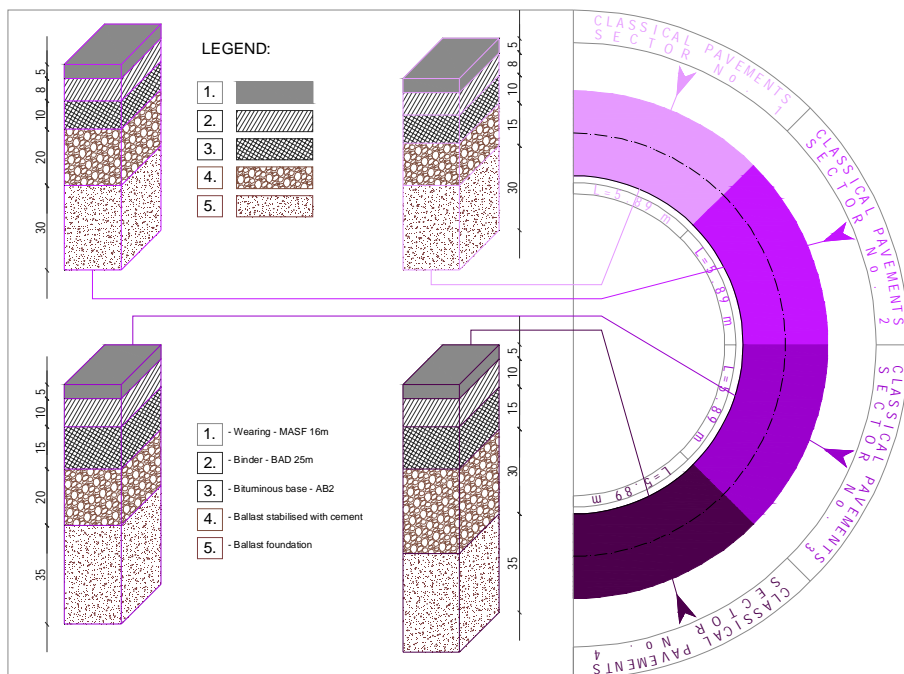 LEGEND:
1.
2.
3.
4.
5.
5
8
10
20
30
5
8
10
15
30
5
10
15
20
35
5
10
15
30
35
1. - Wearing - MASF 16m
2. - Binder - BAD 25m
3. - Bituminous base - AB2
4. - Ballast stabilised with cement
5. - Ballast foundation
CLASSICAL PAVEMENTS
SECTOR No. 1
L=5.89 m
CLASSICAL PAVEMENTS
SECTOR No. 2
L=5.89 m
CLASSICAL PAVEMENTS
SECTOR No. 3
L=5.89 m
CLASSICAL PAVEMENTS
SECTOR No. 4
L=5.89 m